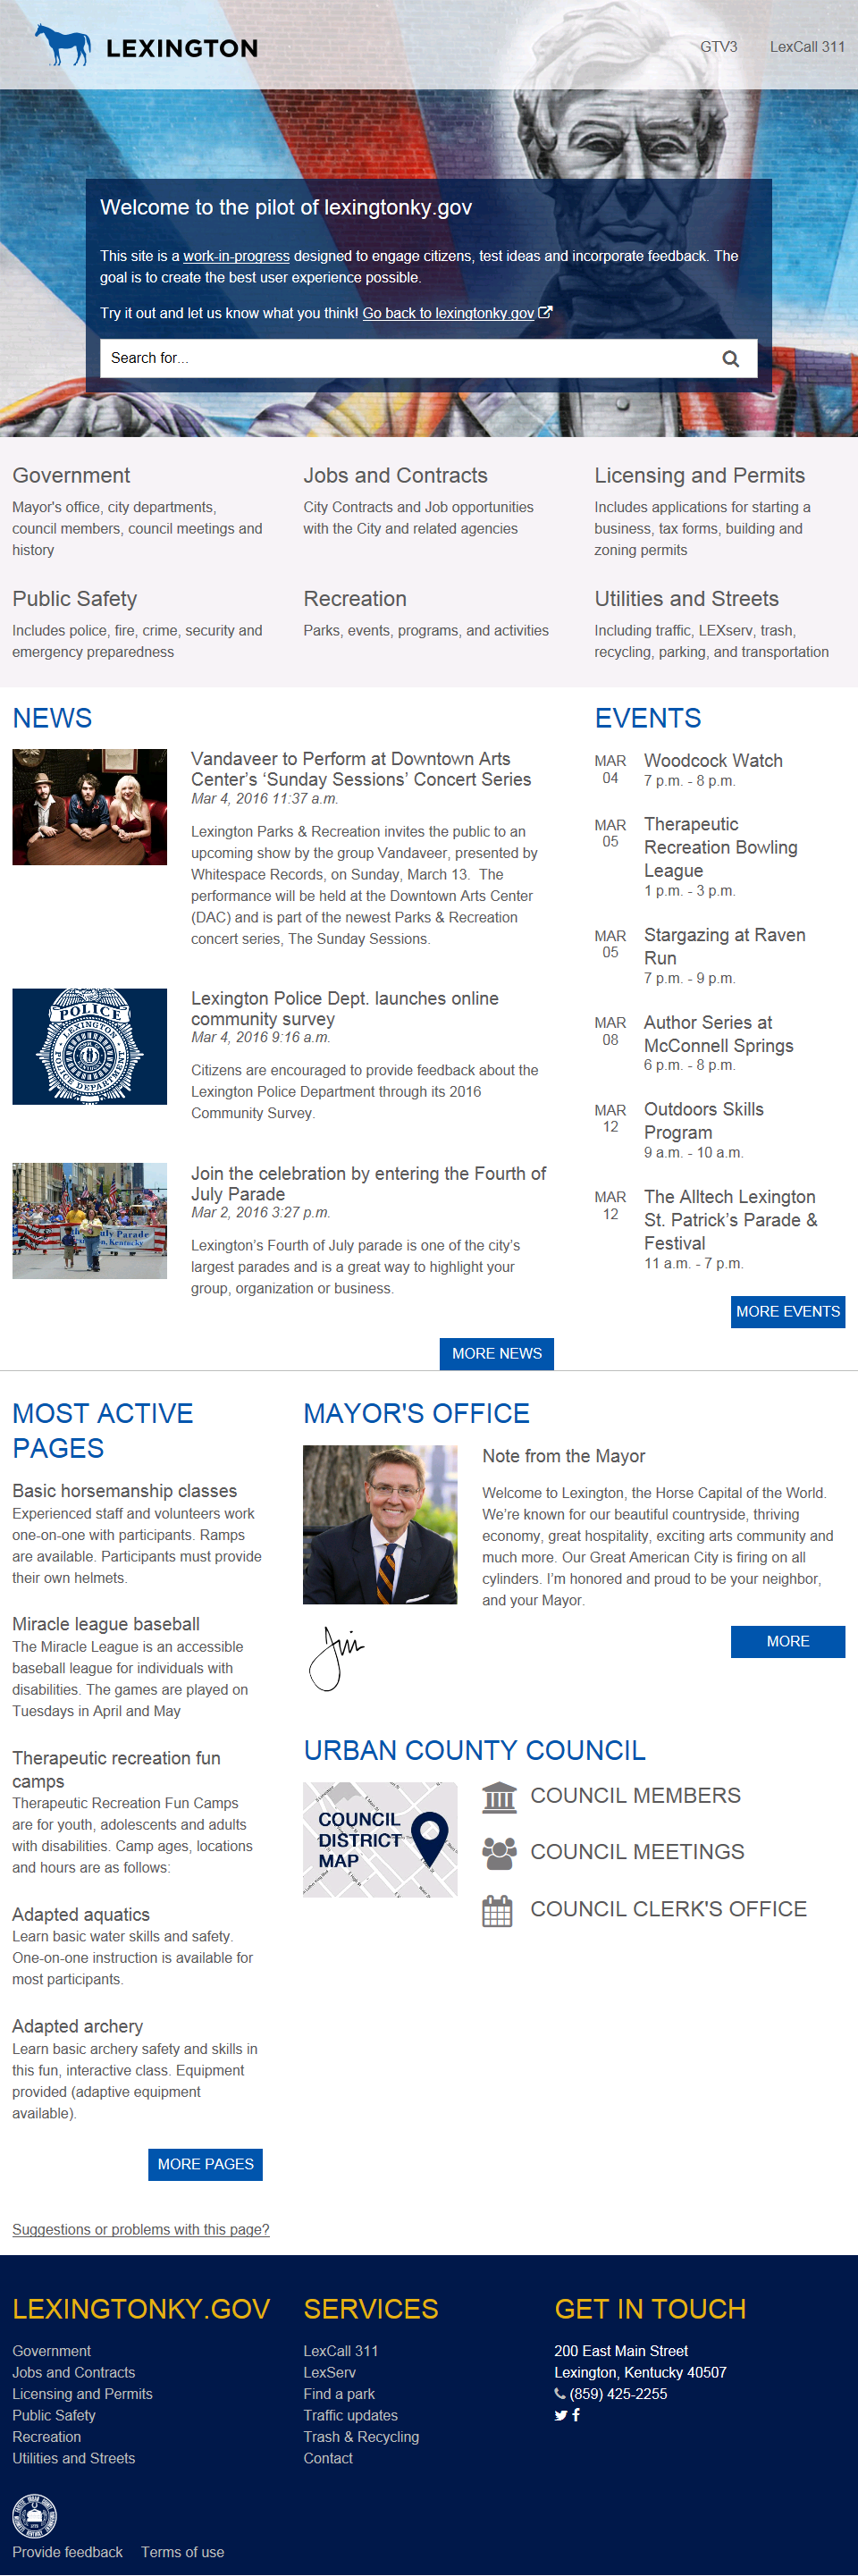 LEXINGTON
GTV3 LexCall 311
Welcome to the pilot of lexingtonky.gov
This site is a work-in-progress designed to engage citizens, test ideas and incorporate feedback. The
goal is to create the best user experience possible.
Try it out and let us know what you think! Go back to lexingtonky.gov
Search for...
Government
Mayor's office, city departments,
council members, council meetings and
history
Jobs and Contracts
City Contracts and Job opportunities
with the City and related agencies
Licensing and Permits
Includes applications for starting a
business, tax forms, building and
zoning permits
Public Safety
Includes police, fire, crime, security and
emergency preparedness
Recreation
Parks, events, programs, and activities
Utilities and Streets
Including traffic, LEXserv, trash,
recycling, parking, and transportation
NEWS
Vandaveer to Perform at Downtown Arts
Center’s ‘Sunday Sessions’ Concert Series
Mar 4, 2016 11:37 a.m.
Lexington Parks & Recreation invites the public to an
upcoming show by the group Vandaveer, presented by
Whitespace Records, on Sunday, March 13.  The
performance will be held at the Downtown Arts Center
(DAC) and is part of the newest Parks & Recreation
concert series, The Sunday Sessions.
POLICE
LEXINGTON
POLICE DEPARTMENT
Lexington Police Dept. launches online
community survey
Mar 4, 2016 9:16 a.m.
Citizens are encouraged to provide feedback about the
Lexington Police Department through its 2016
Community Survey.
July Parade
Kentucky
Join the celebration by entering the Fourth of
July Parade
Mar 2, 2016 3:27 p.m.
Lexington’s Fourth of July parade is one of the city’s
largest parades and is a great way to highlight your
group, organization or business.
MORE NEWS
EVENTS
MAR
04
Woodcock Watch
7 p.m. - 8 p.m.
MAR
05
Therapeutic
Recreation Bowling
League
1 p.m. - 3 p.m.
MAR
05
Stargazing at Raven
Run
7 p.m. - 9 p.m.
MAR
08
Author Series at
McConnell Springs
6 p.m. - 8 p.m.
MAR
12
Outdoors Skills
Program
9 a.m. - 10 a.m.
MAR
12
The Alltech Lexington
St. Patrick’s Parade &
Festival
11 a.m. - 7 p.m.
MORE EVENTS
MOST ACTIVE
PAGES
Basic horsemanship classes
Experienced staff and volunteers work
one-on-one with participants. Ramps
are available. Participants must provide
their own helmets.
Miracle league baseball
The Miracle League is an accessible
baseball league for individuals with
disabilities. The games are played on
Tuesdays in April and May
Therapeutic recreation fun
camps
Therapeutic Recreation Fun Camps
are for youth, adolescents and adults
with disabilities. Camp ages, locations
and hours are as follows:
Adapted aquatics
Learn basic water skills and safety.
One-on-one instruction is available for
most participants.
Adapted archery
Learn basic archery safety and skills in
this fun, interactive class. Equipment
provided (adaptive equipment
available).
MORE PAGES
MAYOR'S OFFICE
Note from the Mayor
Welcome to Lexington, the Horse Capital of the World.
We’re known for our beautiful countryside, thriving
economy, great hospitality, exciting arts community and
much more. Our Great American City is firing on all
cylinders. I’m honored and proud to be your neighbor,
and your Mayor.
Jim
MORE
URBAN COUNTY COUNCIL
COUNCIL
DISTRICT
MAP
COUNCIL MEMBERS
COUNCIL MEETINGS
COUNCIL CLERK'S OFFICE
Suggestions or problems with this page?
LEXINGTONKY.GOV
Government
Jobs and Contracts
Licensing and Permits
Public Safety
Recreation
Utilities and Streets
SERVICES
LexCall 311
LexServ
Find a park
Traffic updates
Trash & Recycling
Contact
GET IN TOUCH
200 East Main Street
Lexington, Kentucky 40507
(859) 425-2255
Provide feedback Terms of use